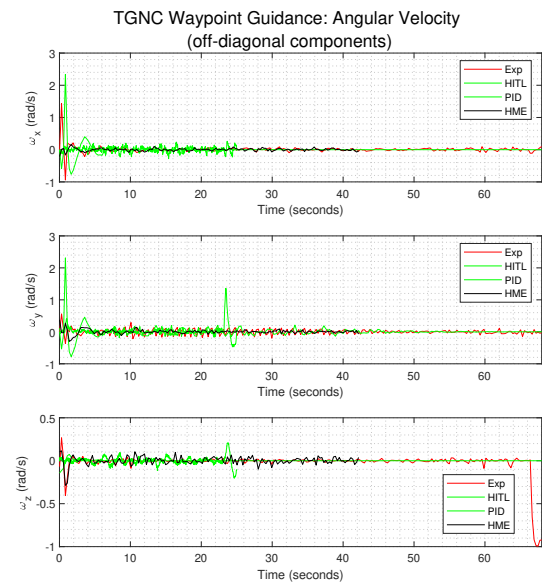 TGNC Waypoint Guidance: Angular Velocity
(off-diagonal components)
3
2
1
0
-1
ωx (rad/s)
Exp
HITL
PID
HME
0 10 20 30 40 50 60
Time (seconds)
3
2
1
0
-1
ωy (rad/s)
Exp
HITL
PID
HME
0 10 20 30 40 50 60
Time (seconds)
0.5
0
-0.5
-1
ωz (rad/s)
Exp
HITL
PID
HME
0 10 20 30 40 50 60
Time (seconds)